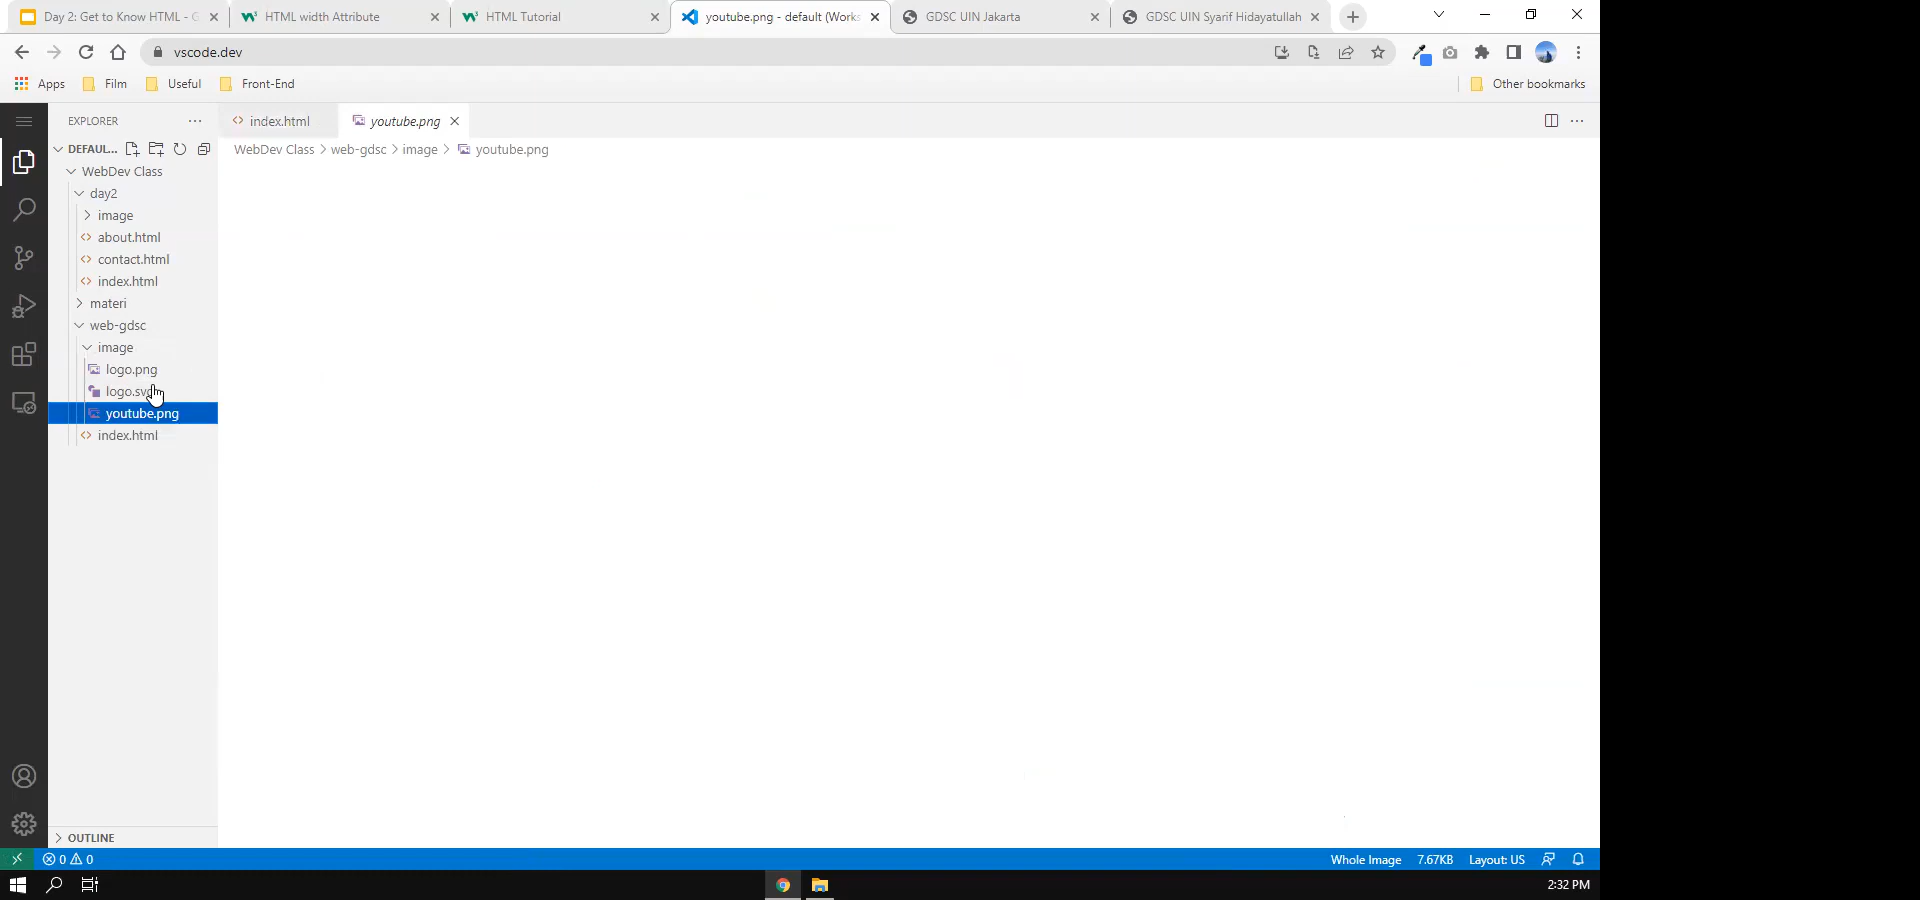 Day 2: Get to Know HTML - G
HTML width Attribute
HTML Tutorial
youtube.png - default (Works
GDSC UIN Jakarta
GDSC UIN Syarif Hidayatullah
vscode.dev
Apps
Film
Useful
Front-End
Other bookmarks
EXPLORER
index.html
youtube.png
DEFAUL...
WebDev Class > web-gdsc > image > youtube.png
WebDev Class
day2
image
about.html
contact.html
index.html
materi
web-gdsc
image
logo.png
logo.svg
youtube.png
index.html
OUTLINE
0 0
Whole Image
7.67KB
Layout: US
2:32 PM